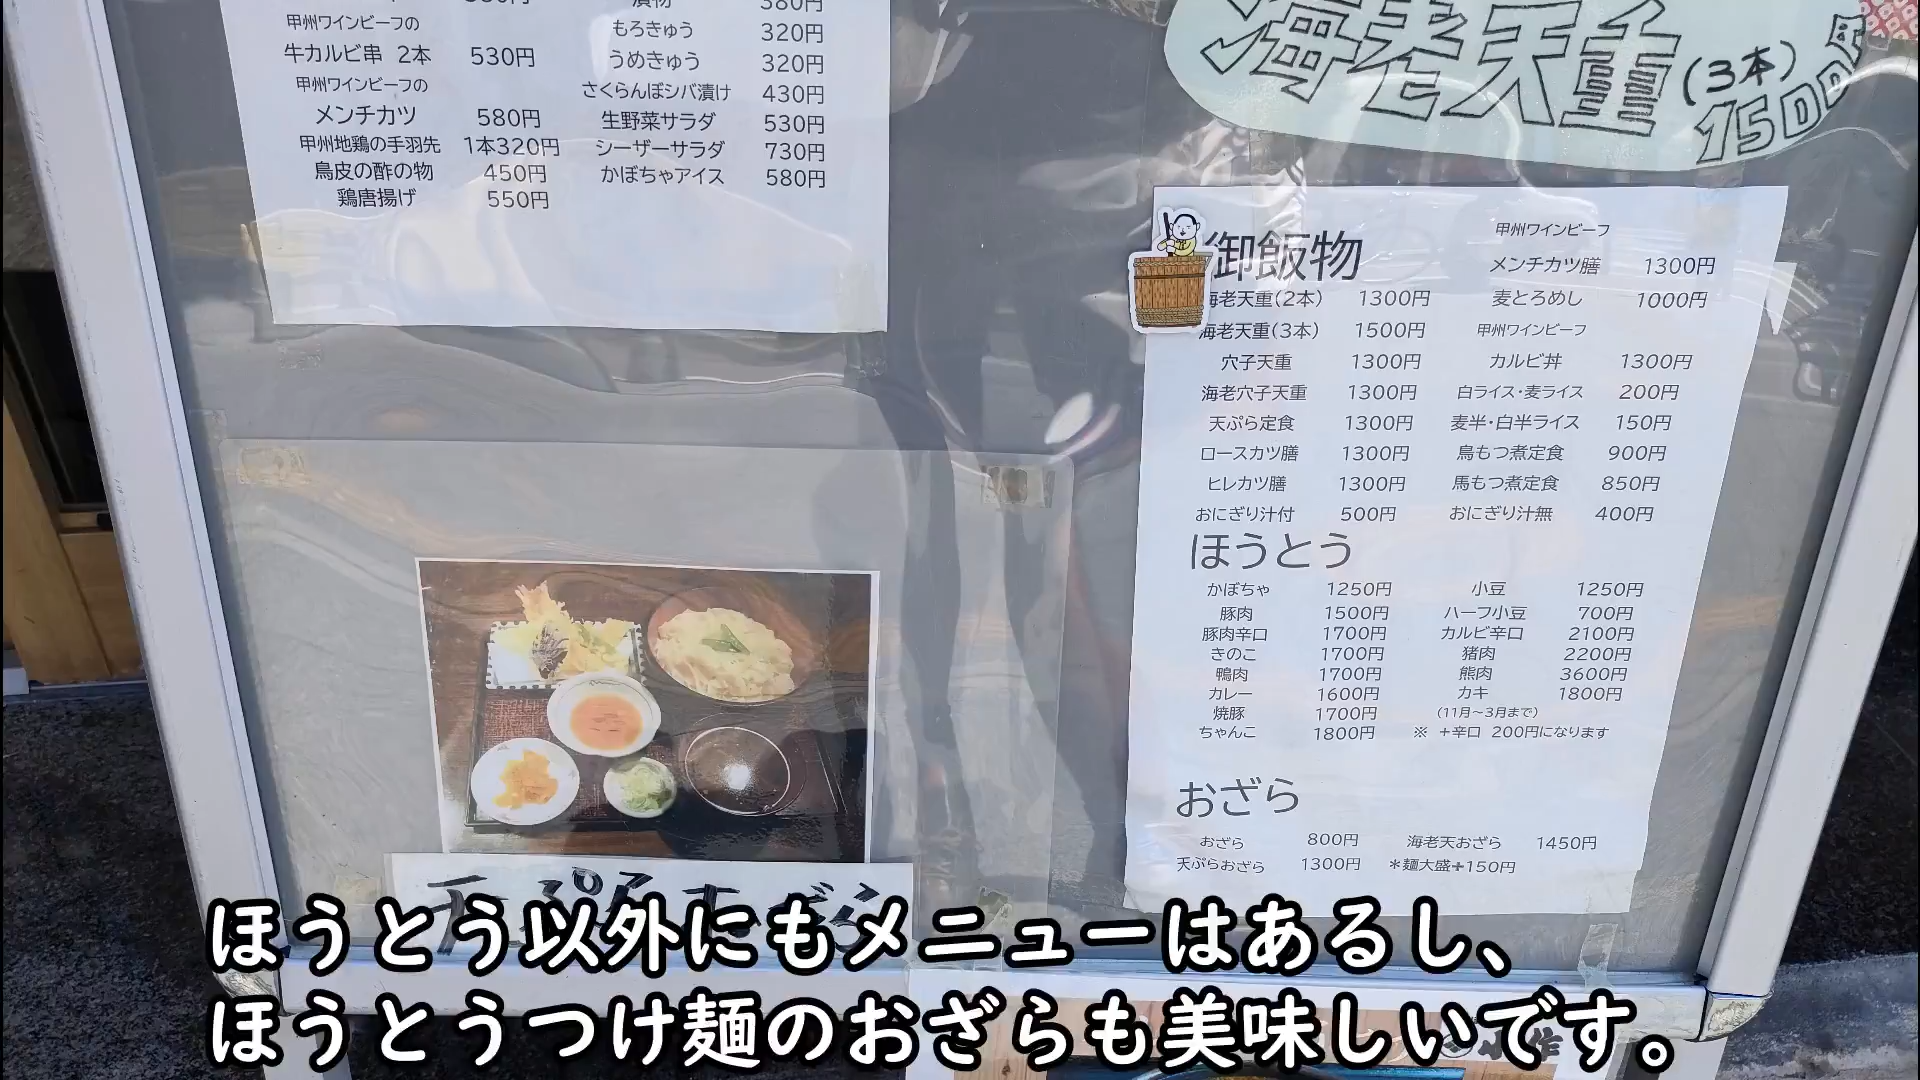 甲州ワインビーフの
牛カルビ串 2本 530円
甲州ワインビーフの
メンチカツ 580円
甲州地鶏の手羽先 1本320円
鳥皮の酢の物 450円
鶏唐揚げ 550円
漬物 380円
もろきゅう 320円
うめきゅう 320円
さくらんぼシバ漬け 430円
生野菜サラダ 530円
シーザーサラダ 730円
かぼちゃアイス 580円
海老天重(3本)
1500円
御飯物
海老天重(2本) 1300円
海老天重(3本) 1500円
穴子天重 1300円
海老穴子天重 1300円
天ぷら定食 1300円
ロースカツ膳 1300円
ヒレカツ膳 1300円
おにぎり汁付 500円
甲州ワインビーフ
メンチカツ膳 1300円
麦とろめし 1000円
甲州ワインビーフ
カルビ丼 1300円
白ライス・麦ライス 200円
麦半・白半ライス 150円
鳥もつ煮定食 900円
馬もつ煮定食 850円
おにぎり汁無 400円
ほうとう
かぼちゃ 1250円
豚肉 1500円
豚肉辛口 1700円
きのこ 1700円
鴨肉 1700円
カレー 1600円
焼豚 1700円
ちゃんこ 1800円
小豆 1250円
ハーフ小豆 700円
カルビ辛口 2100円
猪肉 2200円
熊肉 3600円
カキ 1800円
(11月~3月まで)
※ +辛口 200円になります
おざら
おざら 800円 海老天おざら 1450円
天ぷらおざら 1300円 *麺大盛+150円
天ぷらおざら
ほうとう以外にもメニューはあるし、
ほうとうつけ麺のおざらも美味しいです。